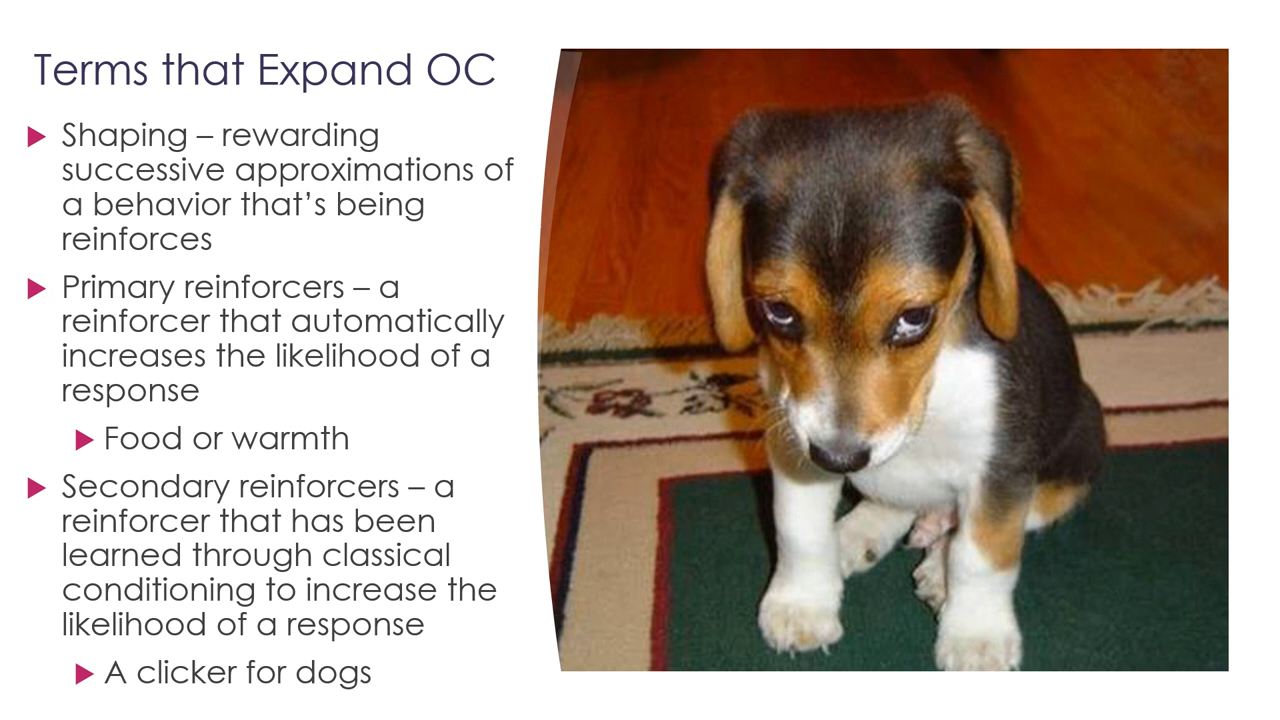 Terms that Expand OC
Shaping – rewarding
successive approximations of
a behavior that’s being
reinforces
Primary reinforcers – a
reinforcer that automatically
increases the likelihood of a
response
Food or warmth
Secondary reinforcers – a
reinforcer that has been
learned through classical
conditioning to increase the
likelihood of a response
A clicker for dogs